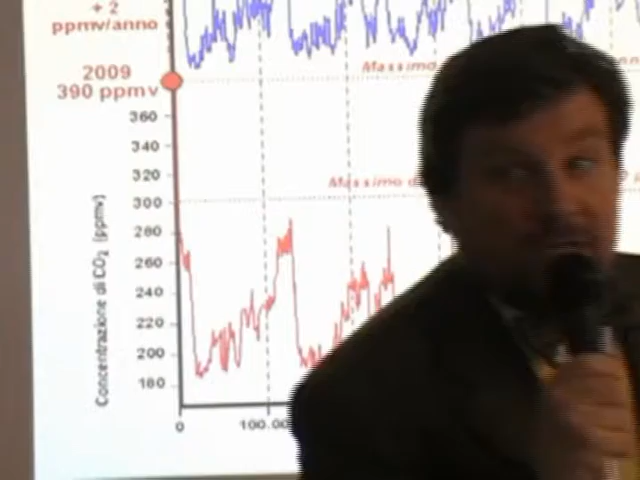 + 2
ppmv/anno
Massimo
2009
390 ppmv
360
340
320
Massimo
300
280
260
240
220
200
180
Concentrazione di CO2 (ppmv)
0
100.00